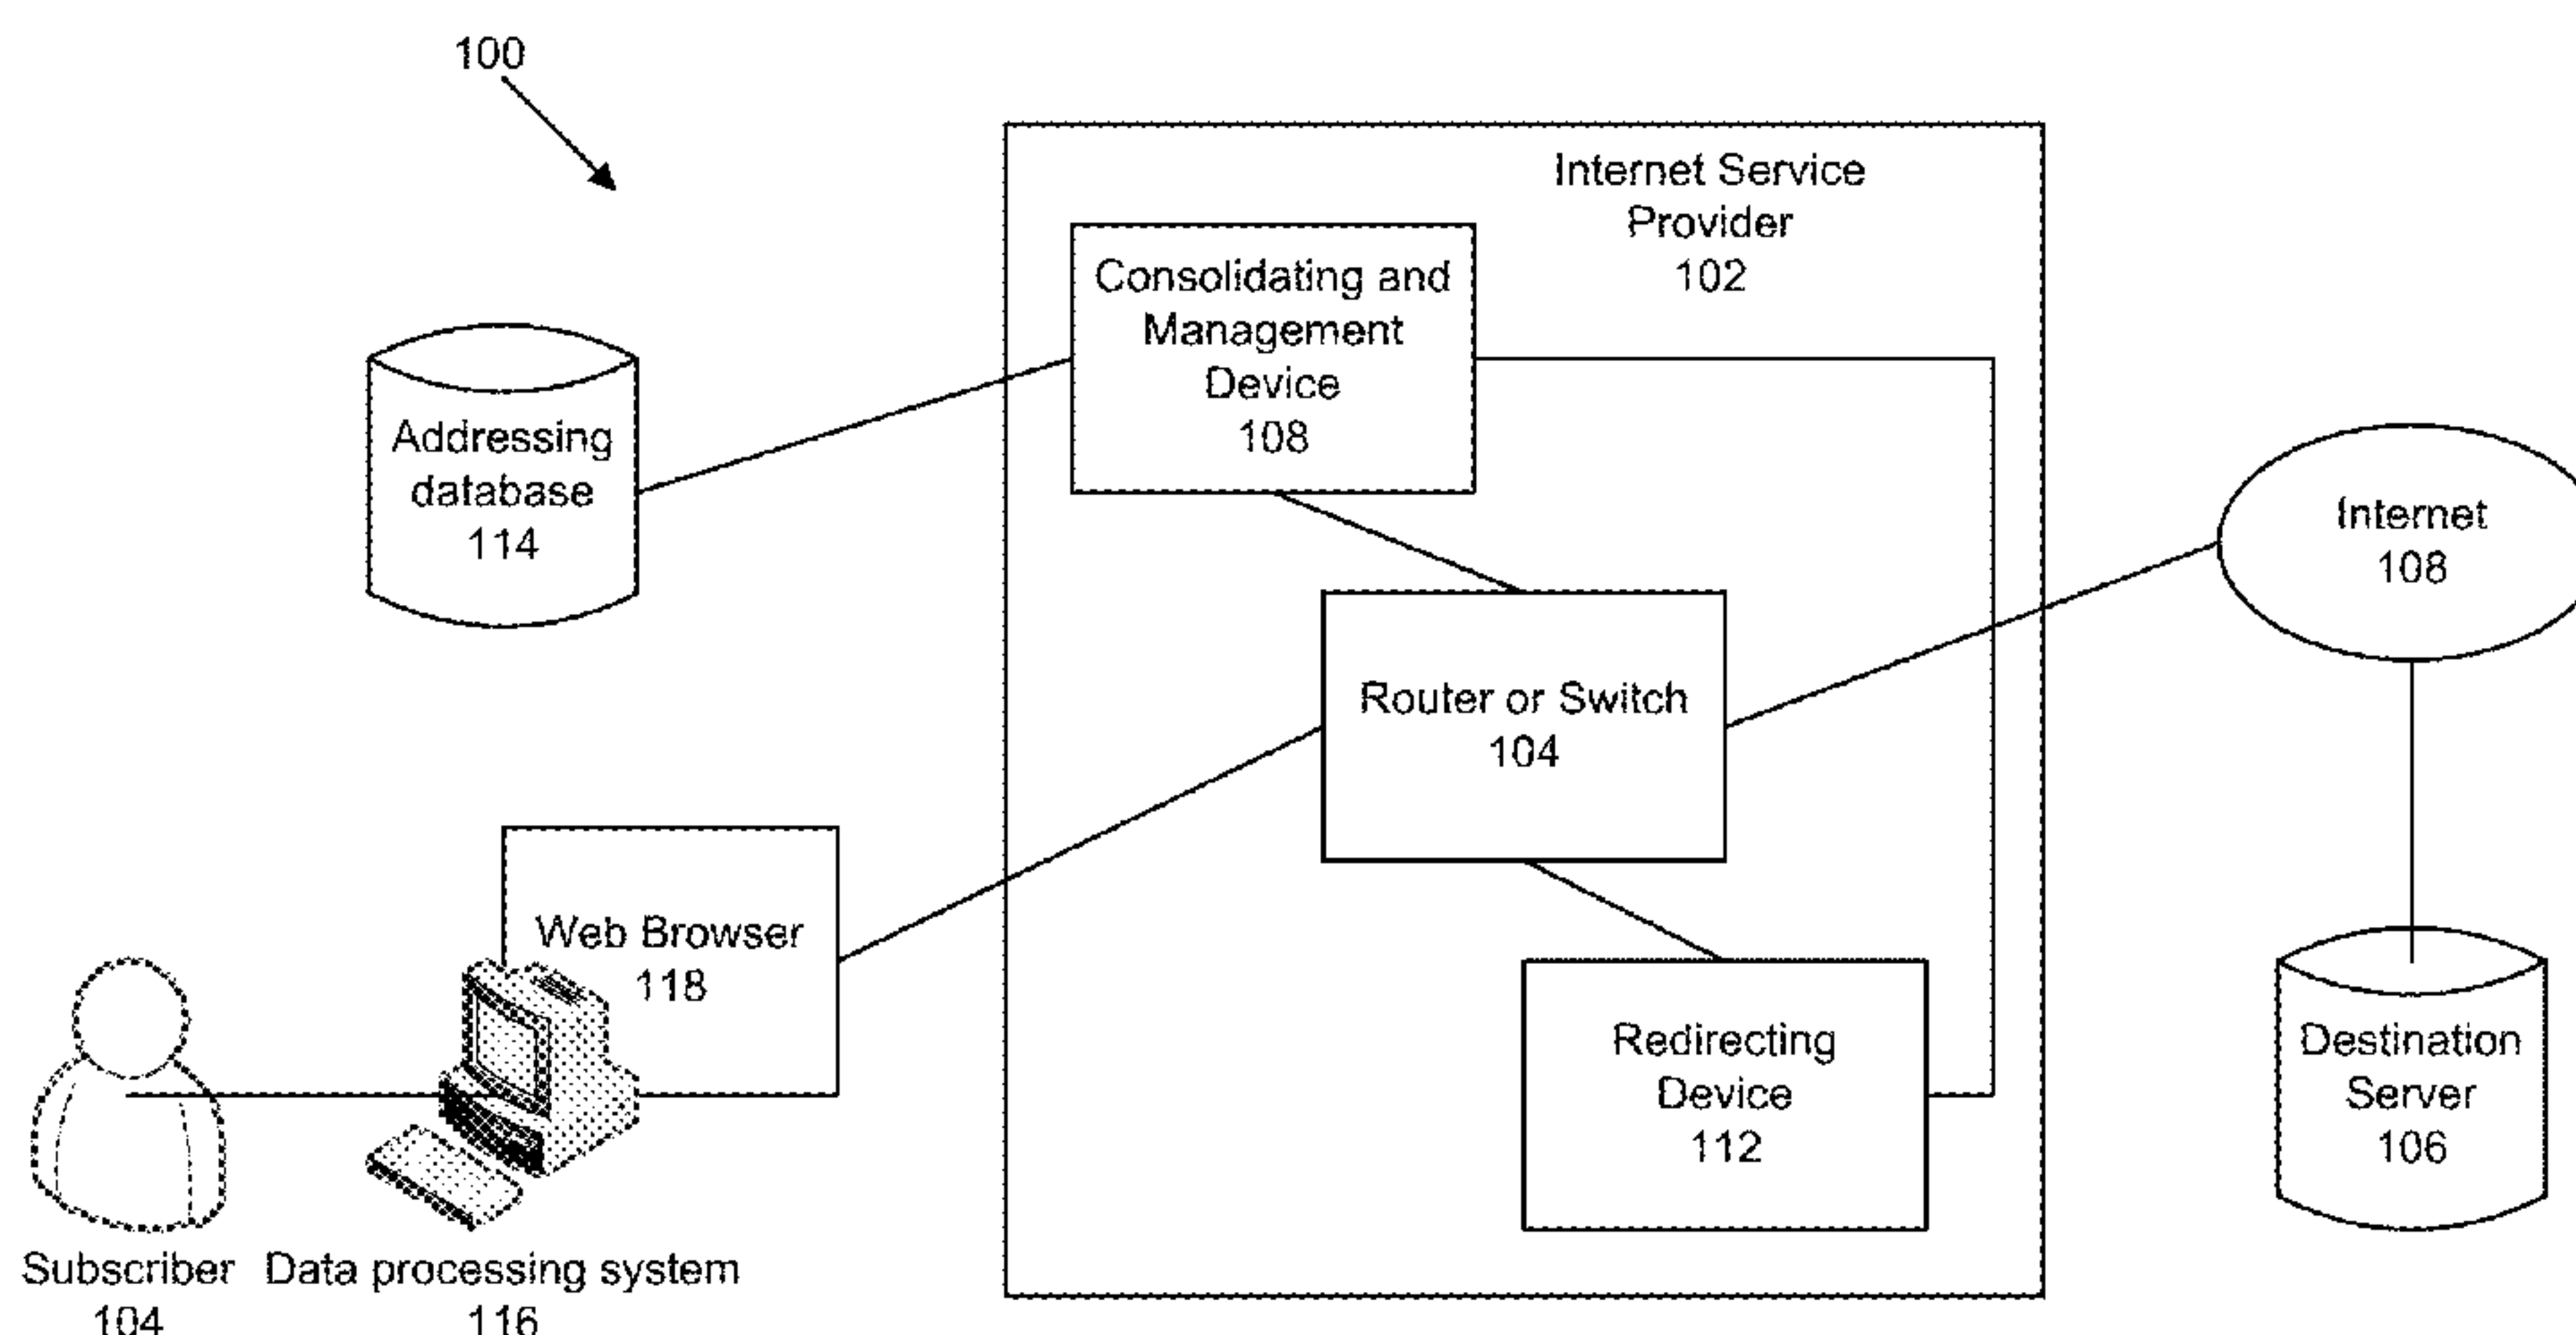 100
Internet Service
Provider
102
Consolidating and
Management
Device
108
Addressing
database
114
Internet
108
Router or Switch
104
Web Browser
118
Redirecting
Device
112
Destination
Server
106
Subscriber
104
Data processing system
116